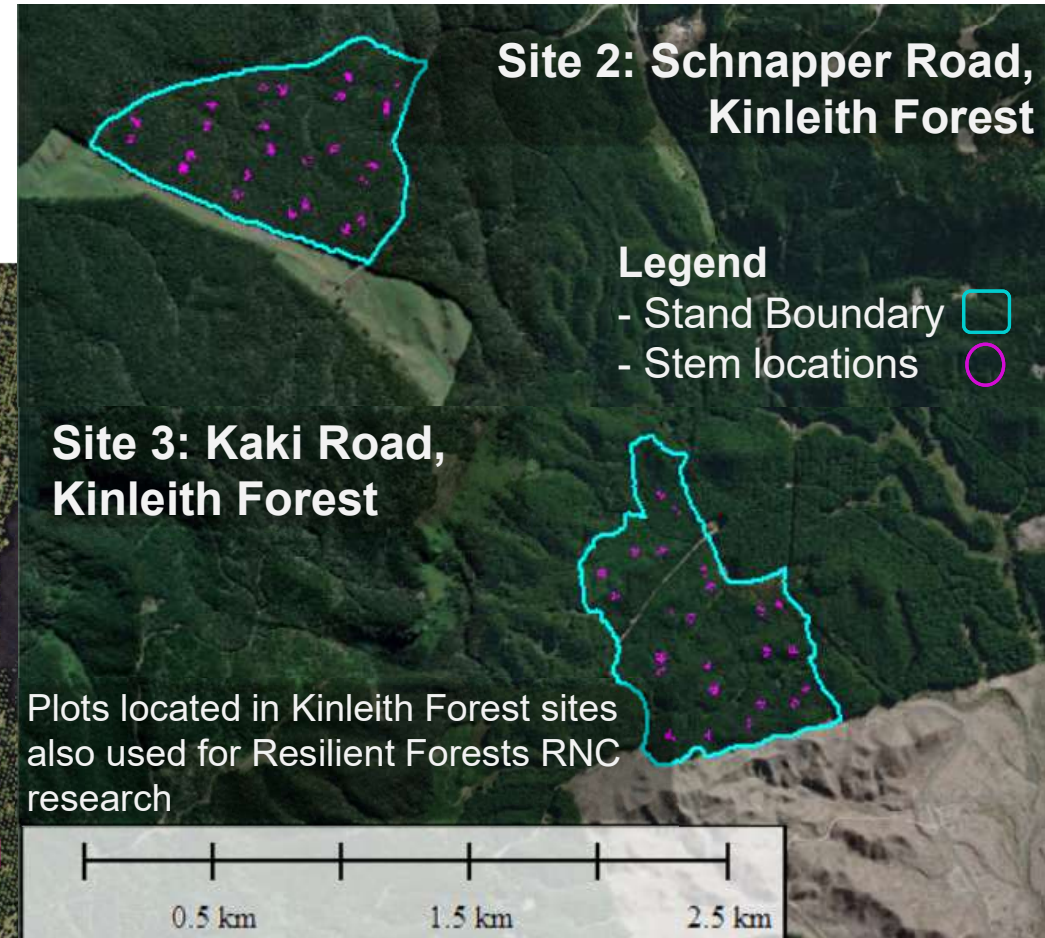 Site 2: Schnapper Road,
Kinleith Forest
Legend
- Stand Boundary
- Stem locations
Site 3: Kaki Road,
Kinleith Forest
Plots located in Kinleith Forest sites
also used for Resilient Forests RNC
research
0.5 km 1.5 km 2.5 km